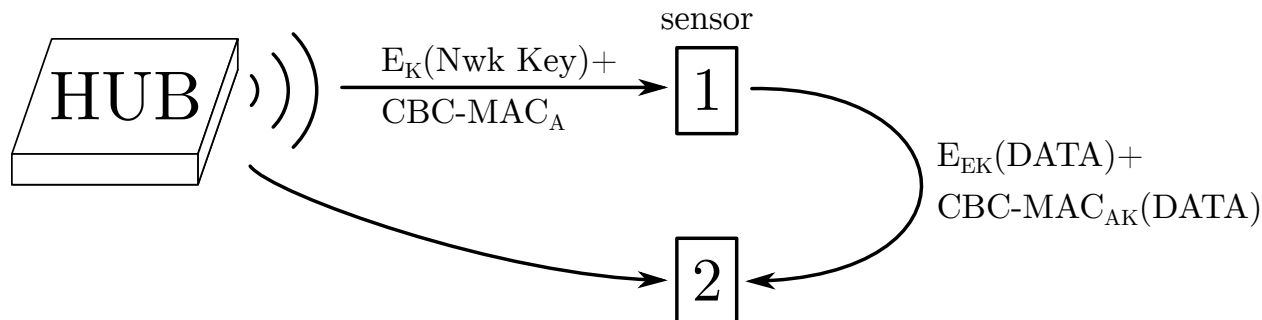 sensor
HUB
E_K(Nwk Key)+
CBC-MAC_A
1
E_EK(DATA)+
CBC-MAC_AK(DATA)
2